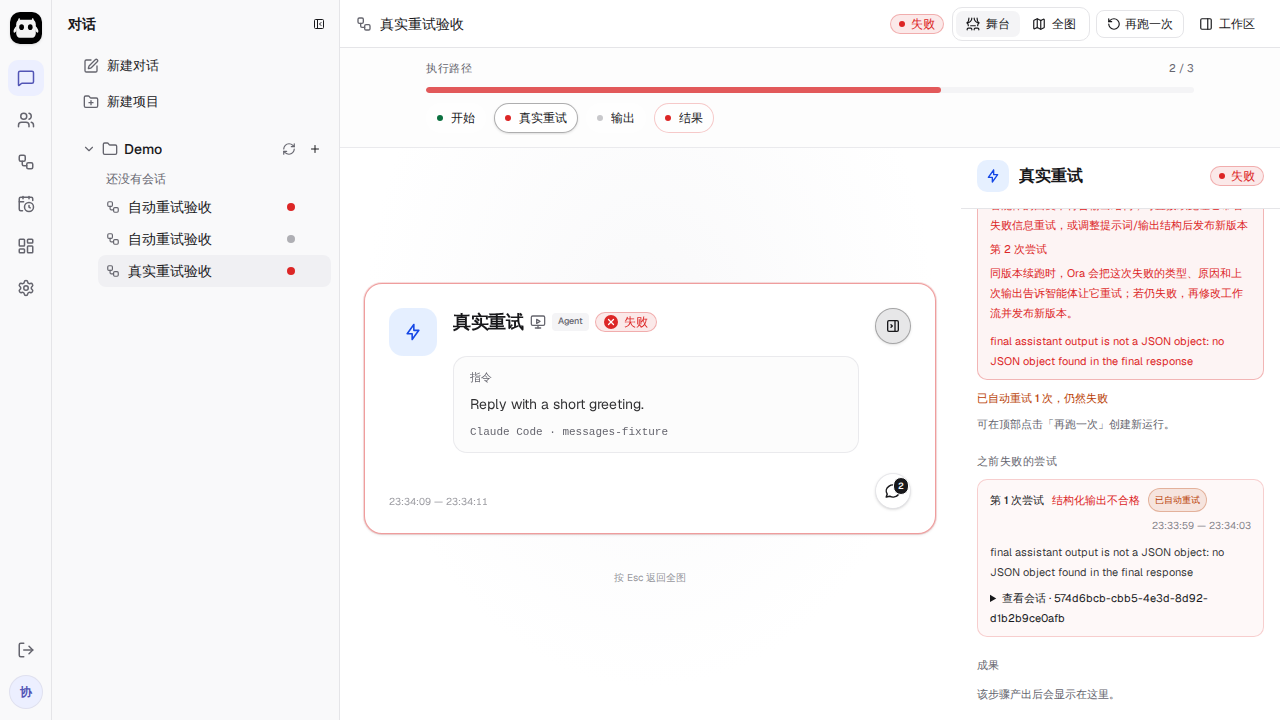 对话
新建对话
新建项目
Demo
还没有会话
自动重试验收
自动重试验收
真实重试验收
协
真实重试验收
失败
舞台
全图
再跑一次
工作区
执行路径
2 / 3
开始
真实重试
输出
结果
真实重试
Agent
失败
指令
Reply with a short greeting.
Claude Code · messages-fixture
23:34:09 — 23:34:11
2
按 Esc 返回全图
真实重试
失败
失败信息重试，或调整提示词/输出结构后发布新版本
第 2 次尝试
同版本续跑时，Ora 会把这次失败的类型、原因和上
次输出告诉智能体让它重试；若仍失败，再修改工作
流并发布新版本。
final assistant output is not a JSON object: no
JSON object found in the final response
已自动重试 1 次，仍然失败
可在顶部点击「再跑一次」创建新运行。
之前失败的尝试
第 1 次尝试 结构化输出不合格 已自动重试
23:33:59 — 23:34:03
final assistant output is not a JSON object: no
JSON object found in the final response
查看会话 · 574d6bcb-cbb5-4e3d-8d92-
d1b2b9ce0afb
成果
该步骤产出后会显示在这里。